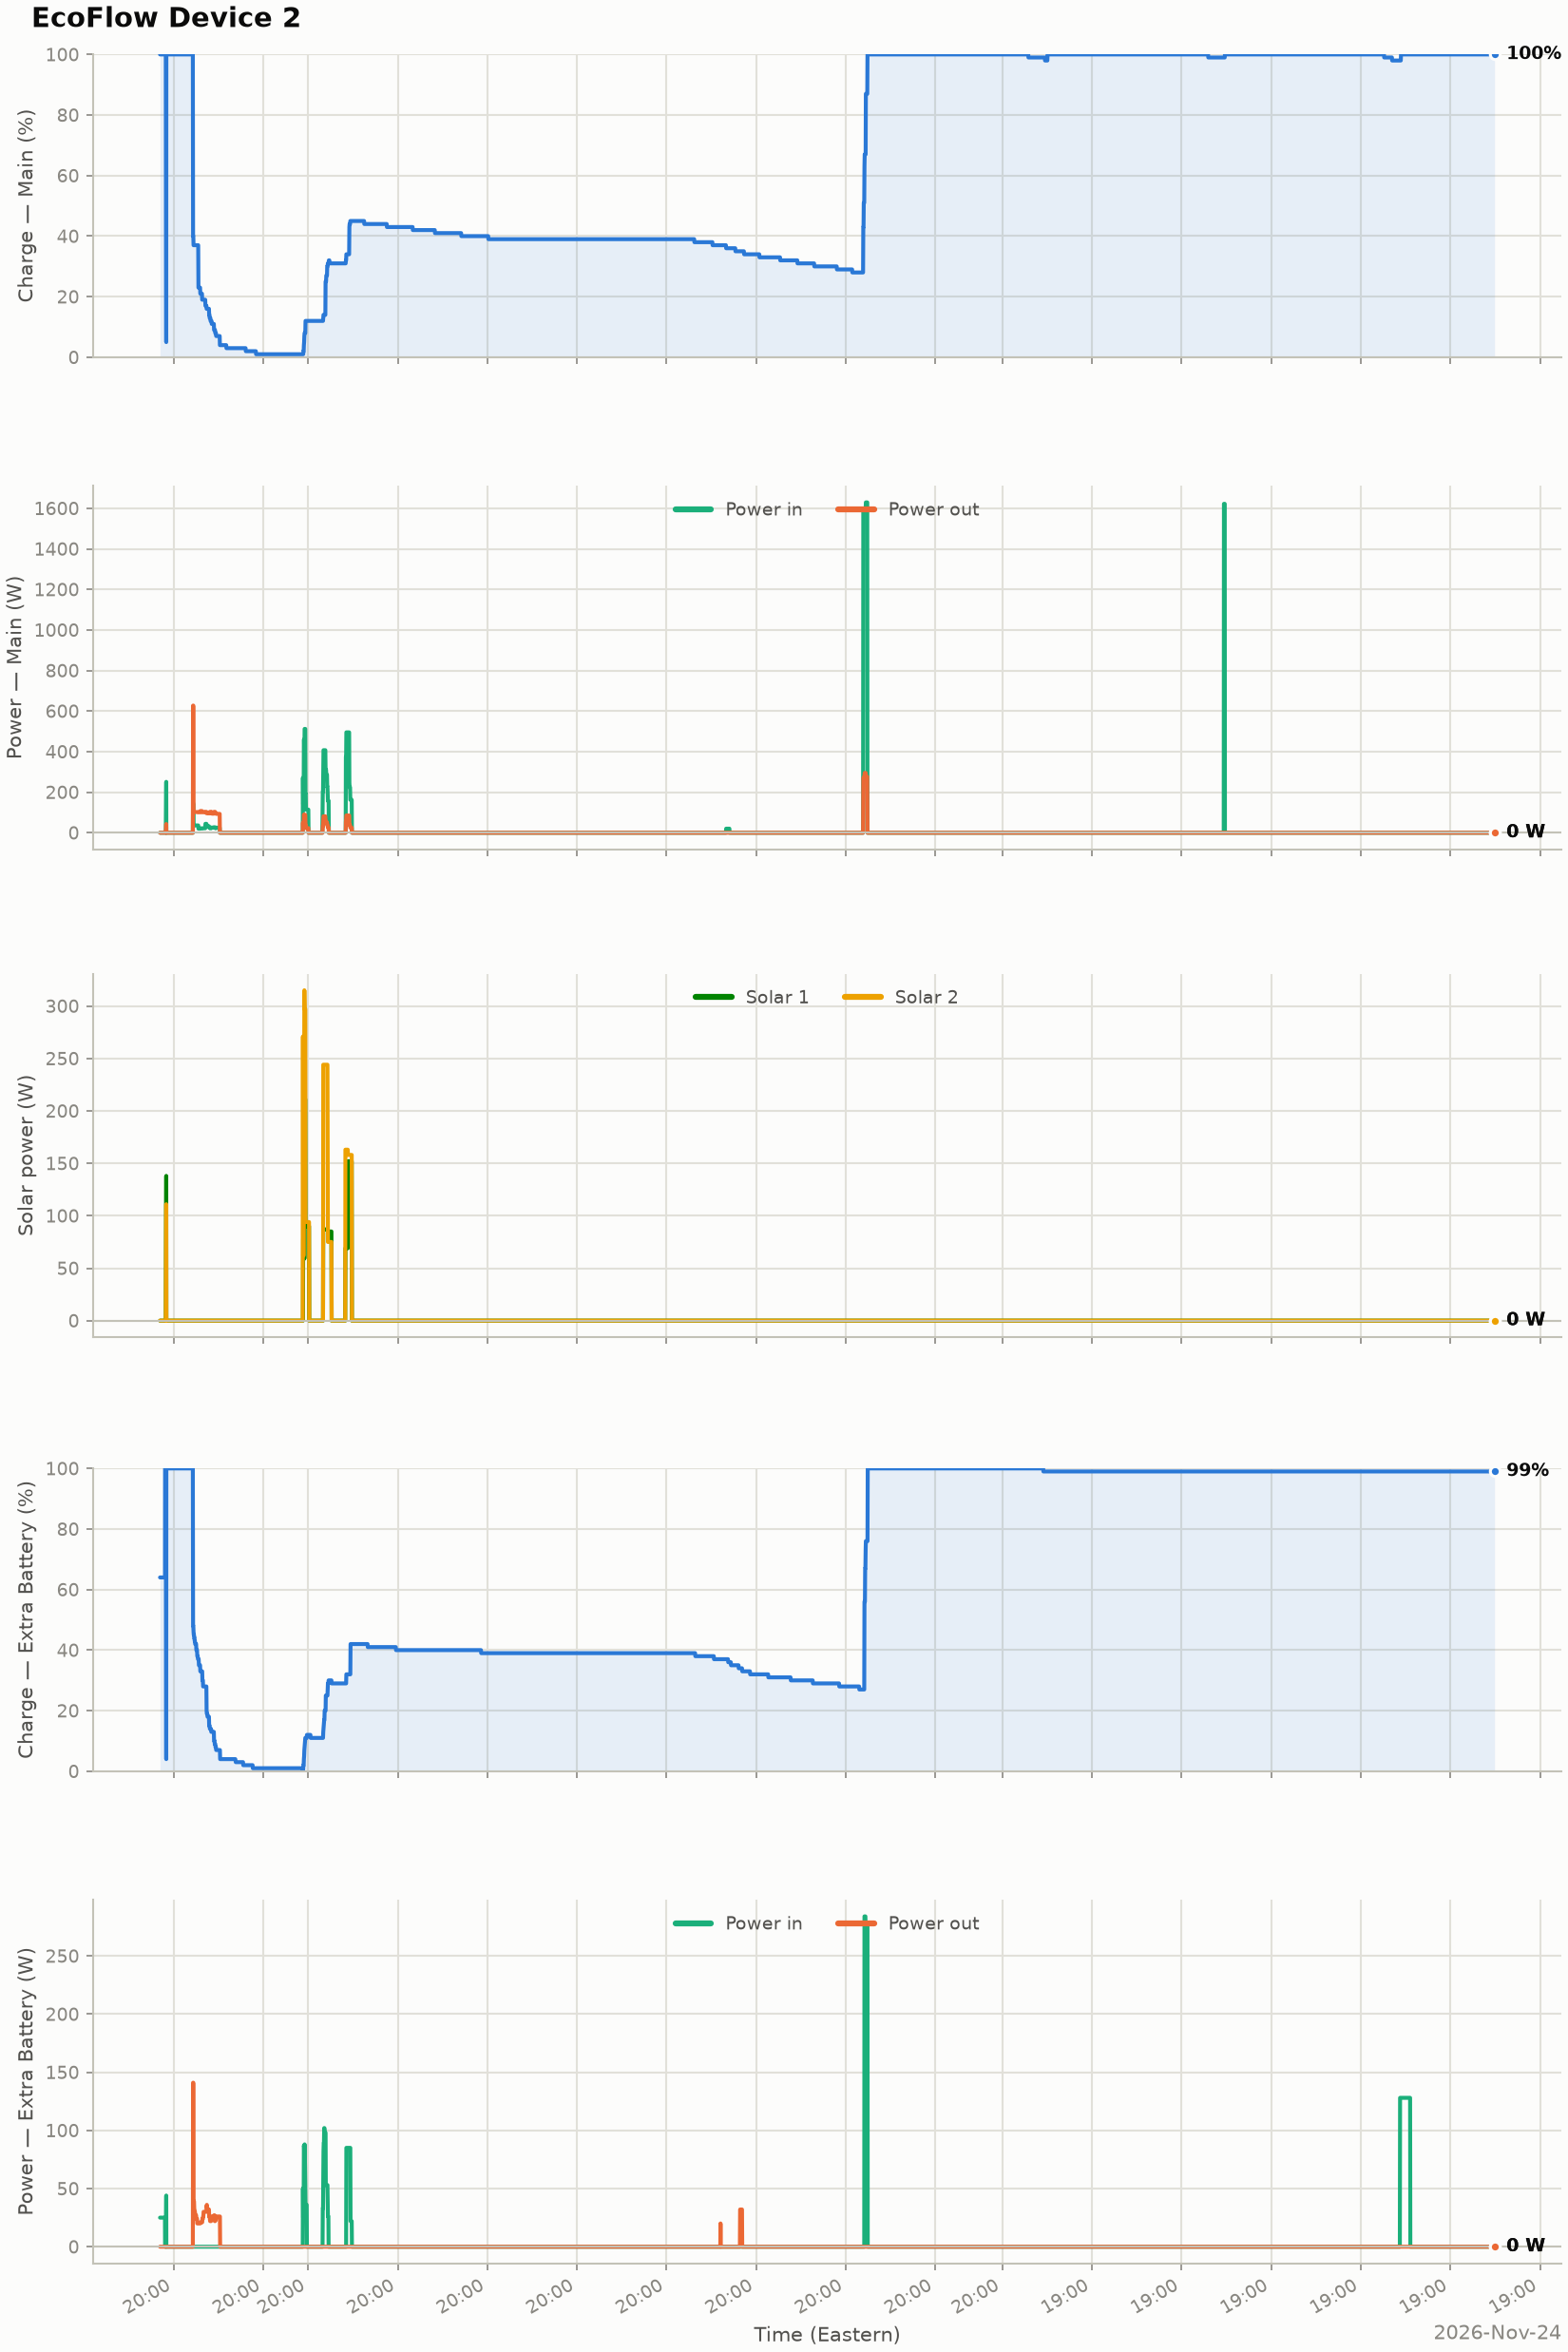 EcoFlow Device 2
Charge — Main (%)
100
80
60
40
20
0
100%
Power — Main (W)
Power in
Power out
1600
1400
1200
1000
800
600
400
200
0
0 W
Solar power (W)
Solar 1
Solar 2
300
250
200
150
100
50
0
0 W
Charge — Extra Battery (%)
100
80
60
40
20
0
99%
Power — Extra Battery (W)
Power in
Power out
250
200
150
100
50
0
0 W
20:00 20:00 20:00 20:00 20:00 20:00 20:00 20:00 20:00 20:00 20:00 19:00 19:00 19:00 19:00 19:00 19:00
Time (Eastern)
2026-Nov-24